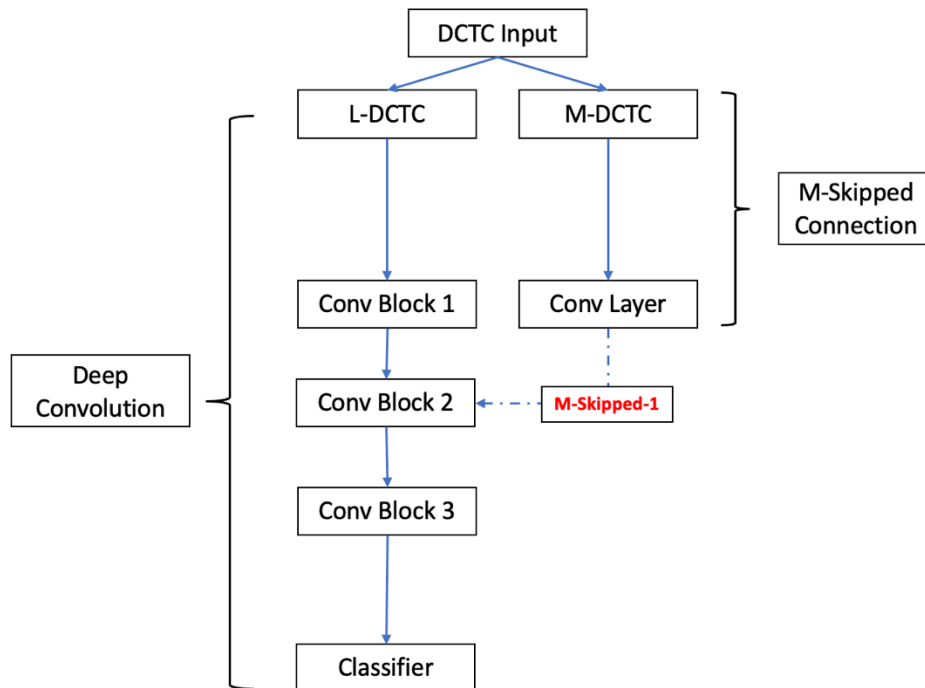 DCTC Input
L-DCTC
M-DCTC
M-Skipped
Connection
Conv Block 1
Conv Layer
Deep
Convolution
Conv Block 2
M-Skipped-1
Conv Block 3
Classifier